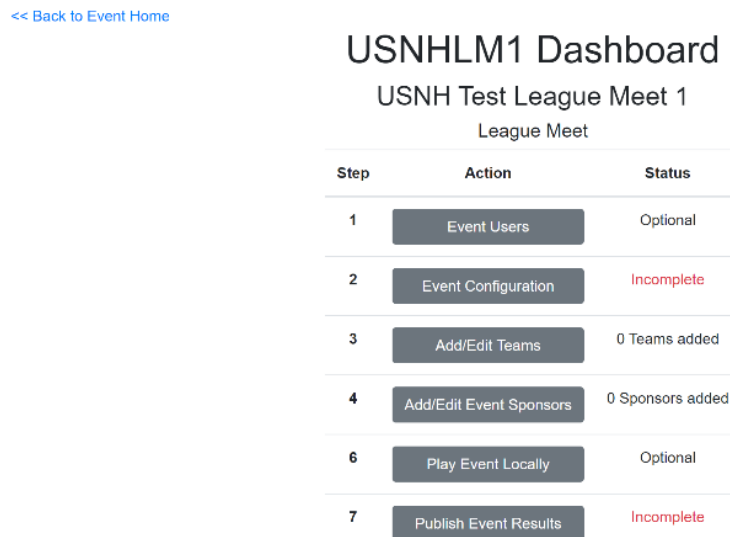 << Back to Event Home
USNHLM1 Dashboard
USNH Test League Meet 1
League Meet
Step Action Status
1 Event Users Optional
2 Event Configuration Incomplete
3 Add/Edit Teams 0 Teams added
4 Add/Edit Event Sponsors 0 Sponsors added
6 Play Event Locally Optional
7 Publish Event Results Incomplete